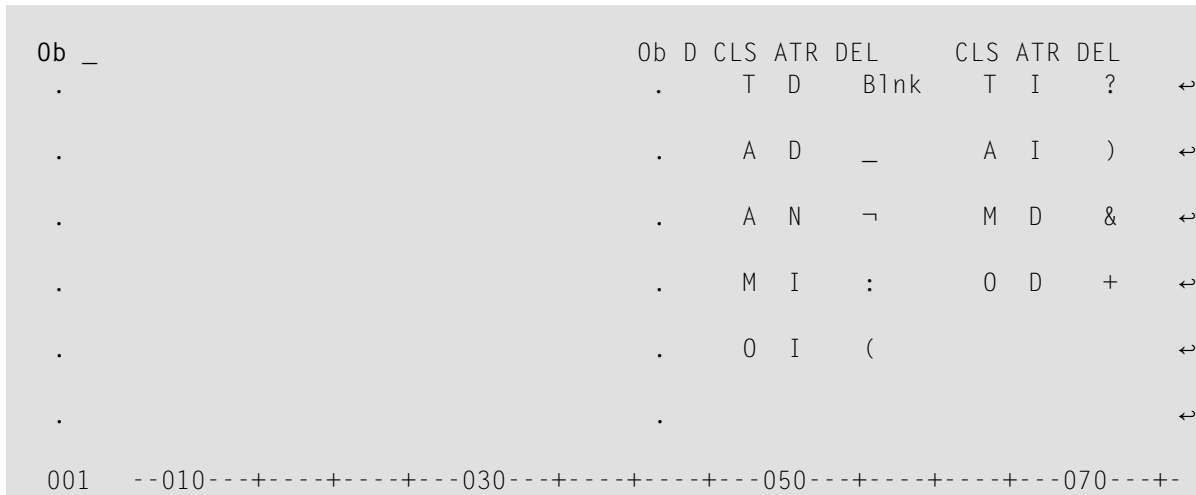 Ob _ Ob D CLS ATR DEL CLS ATR DEL
. . T D Blnk T I ? ↩
. . A D _ A I ) ↩
. . A N ¬ M D & ↩
. . M I : O D + ↩
. . O I ( ↩
. . ↩
001 --010---+----+----+---030---+----+----+---050---+----+----+---070---+-